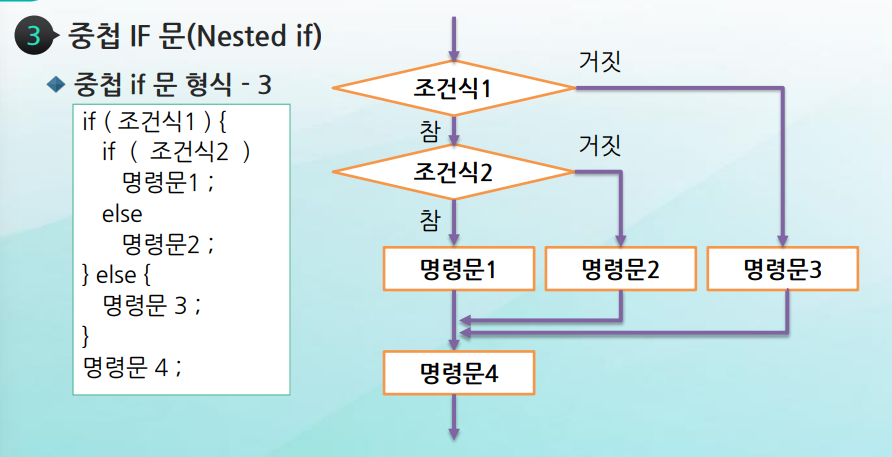 3 중첩 IF 문(Nested if)
중첩 if 문 형식 - 3
if ( 조건식1 ) {
if ( 조건식2 )
명령문1 ;
else
명령문2 ;
} else {
명령문 3 ;
}
명령문 4 ;
거짓
조건식1
참
거짓
조건식2
참
명령문1 명령문2 명령문3
명령문4